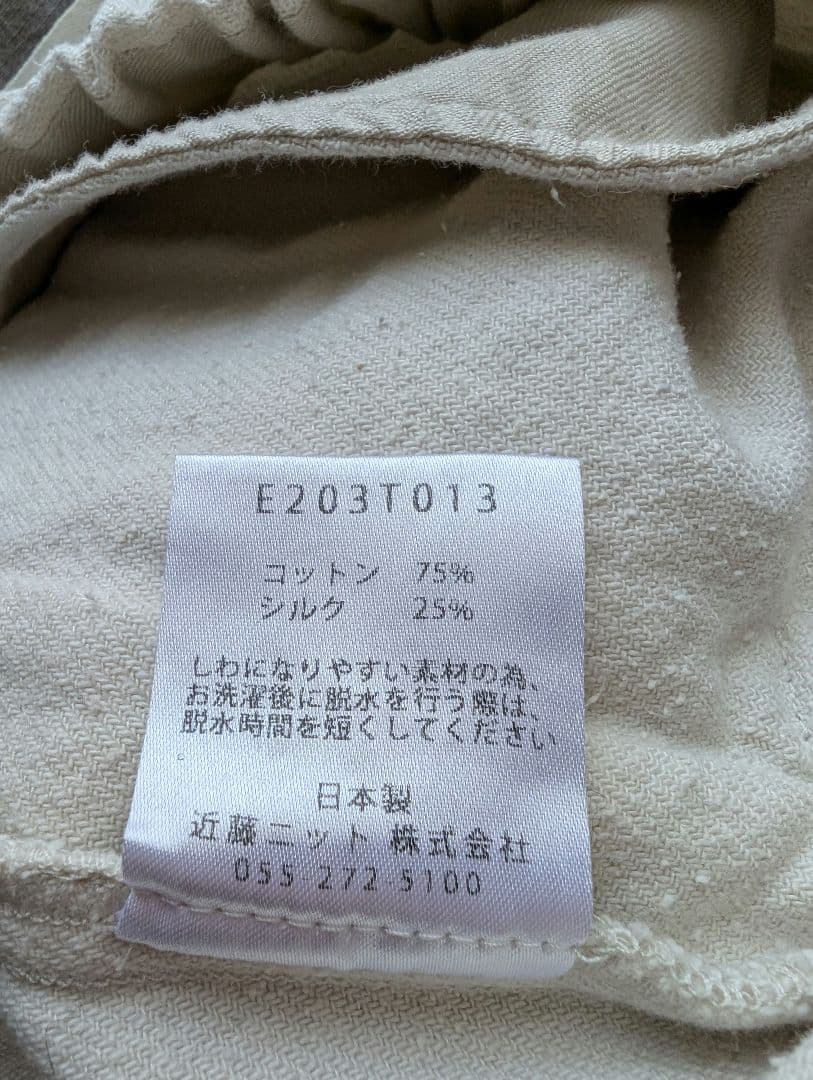 E203T013
コットン 75%
シルク 25%
しわになりやすい素材の為、
お洗濯後に脱水を行う際は、
脱水時間を短くしてください
。
日本製
近藤ニット 株式会社
055-272-5100